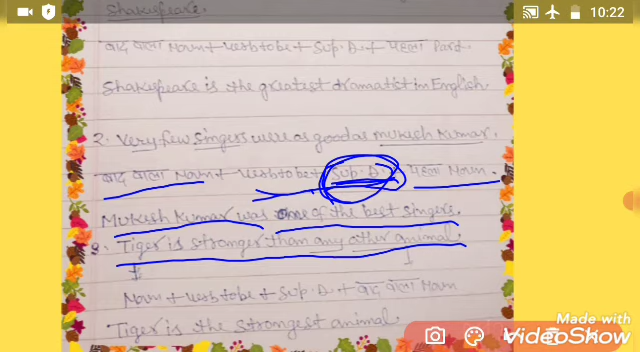 10:22
Shakespeare.
बाद वाला Noun + verb to be + Sup. D. + पहला Part.
Shakespeare is the greatest dramatist in English.
2. Very few singers were as good as Mukesh Kumar.
बाद वाला Noun + verb to be + Sup. D. + पहला Noun.
Mukesh Kumar was One of the best singers.
3. Tiger is stronger than any other animal.
Noun + verb to be + Sup. D + बाद वाला Noun
Tiger is the strongest animal.
Made with
VideoShow